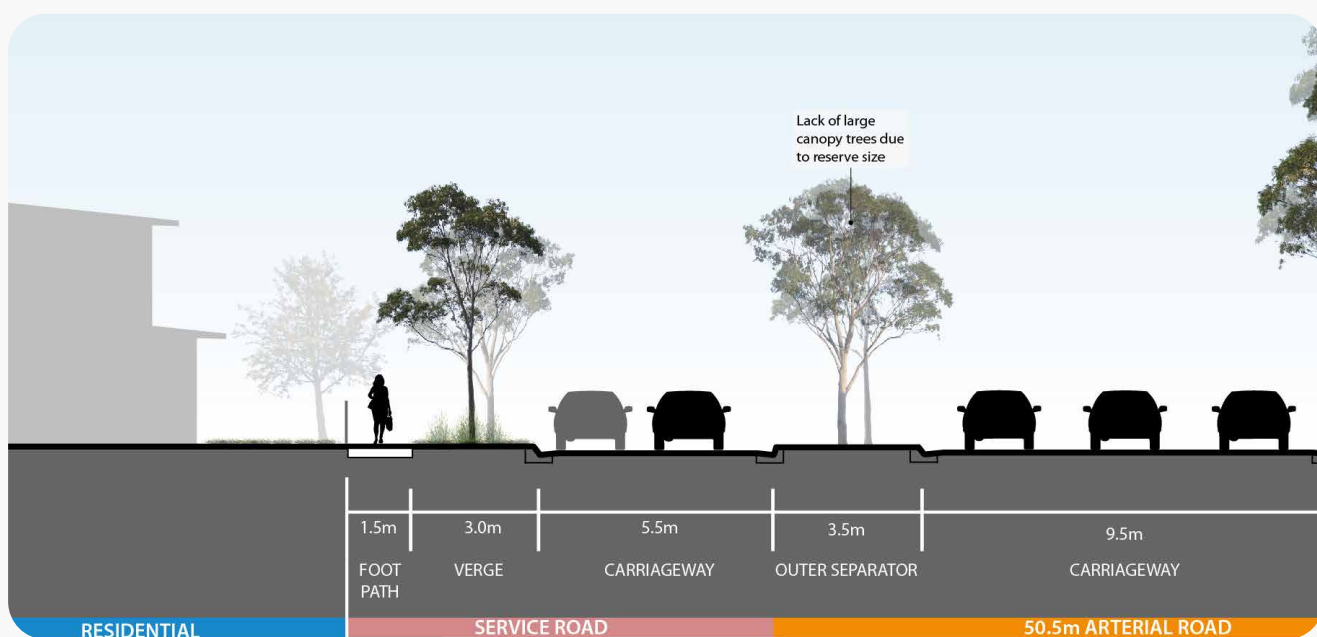 Lack of large
canopy trees due
to reserve size
1.5m
3.0m
5.5m
3.5m
9.5m
FOOT
PATH
VERGE
CARRIAGEWAY
OUTER SEPARATOR
CARRIAGEWAY
RESIDENTIAL
SERVICE ROAD
50.5m ARTERIAL ROAD